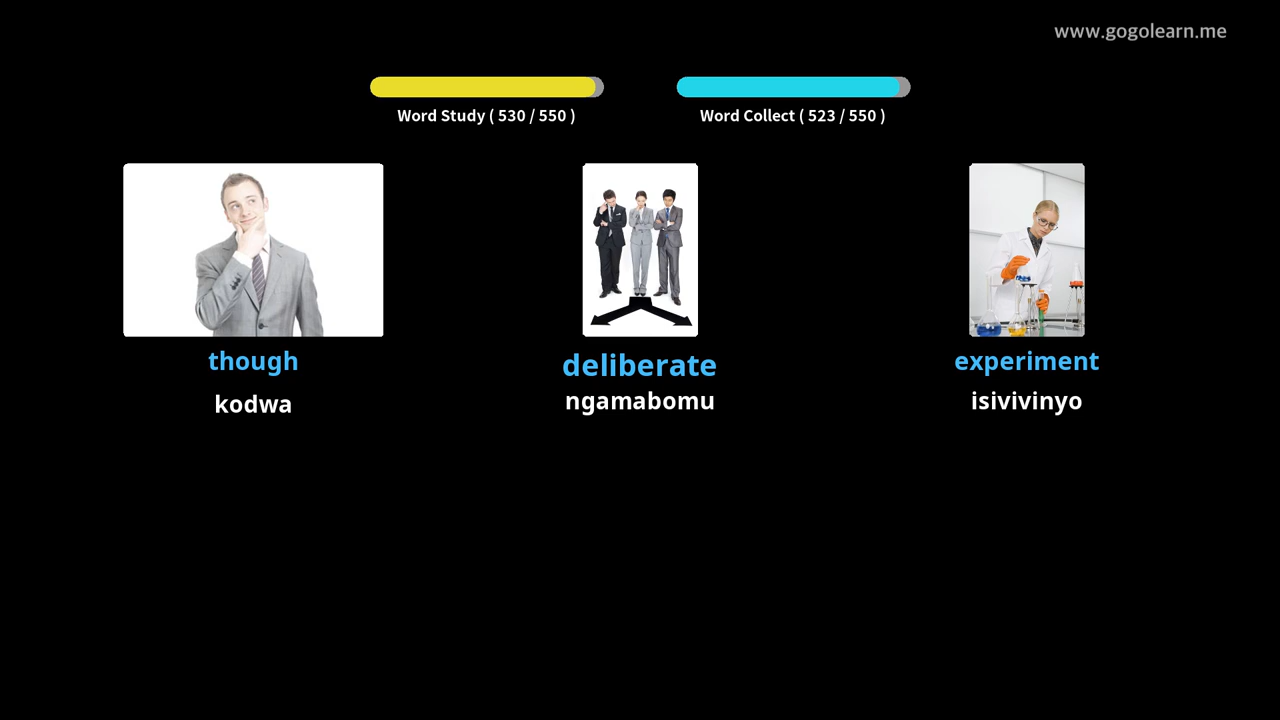 www.gogolearn.me
Word Study ( 530 / 550 )
Word Collect ( 523 / 550 )
though
deliberate
experiment
kodwa
ngamabomu
isivivinyo